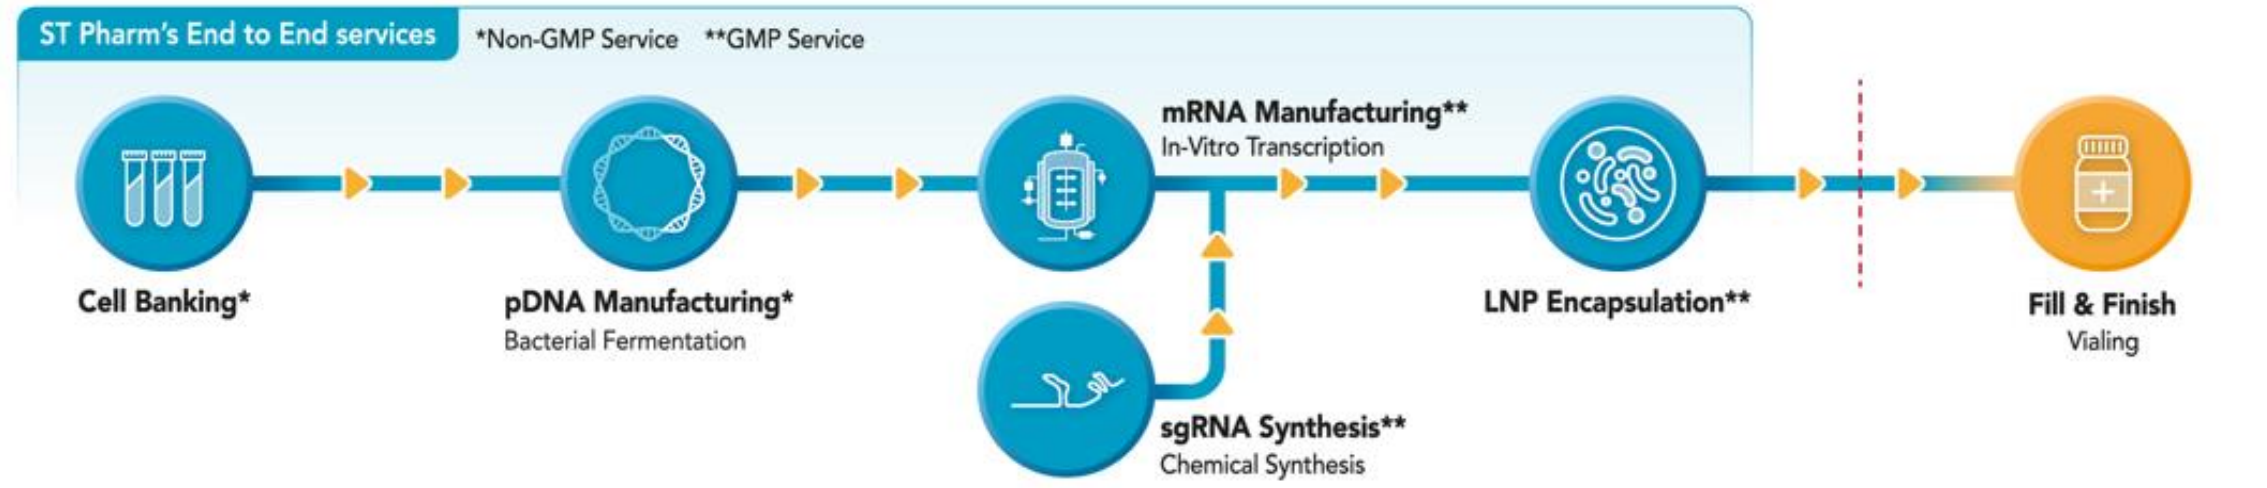 ST Pharm's End to End services
*Non-GMP Service **GMP Service
mRNA Manufacturing**
In-Vitro Transcription
Cell Banking*
pDNA Manufacturing*
Bacterial Fermentation
LNP Encapsulation**
Fill & Finish
Vialing
sgRNA Synthesis**
Chemical Synthesis